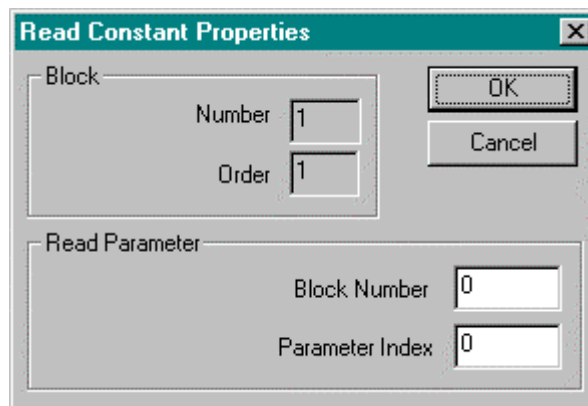 Read Constant Properties
Block
Number 1
Order 1
OK
Cancel
Read Parameter
Block Number 0
Parameter Index 0